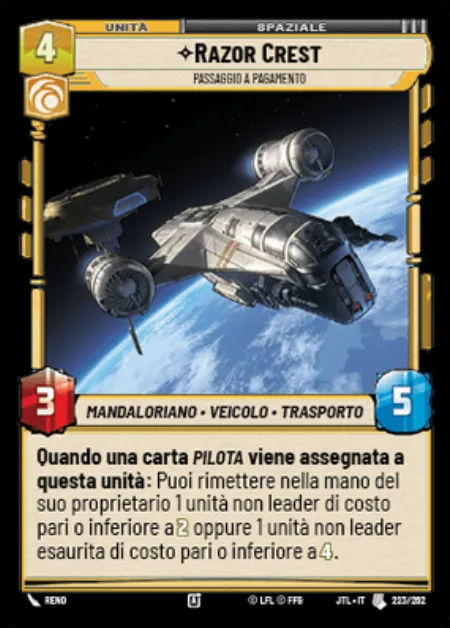 4
UNITÀ
SPAZIALE
RAZOR CREST
PASSAGGIO A PAGAMENTO
3
MANDALORIANO • VEICOLO • TRASPORTO
5
Quando una carta PILOTA viene assegnata a
questa unità: Puoi rimettere nella mano del
suo proprietario 1 unità non leader di costo
pari o inferiore a 2 oppure 1 unità non leader
esaurita di costo pari o inferiore a 4.
RENO
A
© LFL © FFG
JTL • IT
223/262